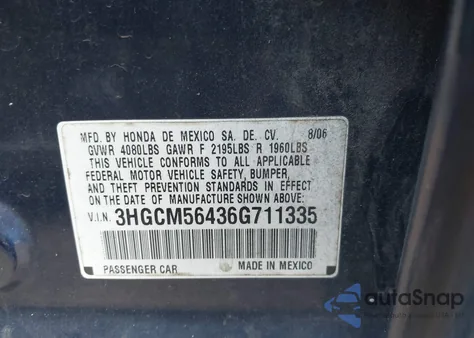 MFD. BY HONDA DE MEXICO SA. DE. CV. 8/06
GVWR 4080LBS GAWR F 2195LBS R 1960LBS
THIS VEHICLE CONFORMS TO ALL APPLICABLE
FEDERAL MOTOR VEHICLE SAFETY, BUMPER,
AND THEFT PREVENTION STANDARDS IN EFFECT
ON THE DATE OF MANUFACTURE SHOWN ABOVE:
V.I.N. 3HGCM56436G711335
PASSENGER CAR MADE IN MEXICO
autoSnap